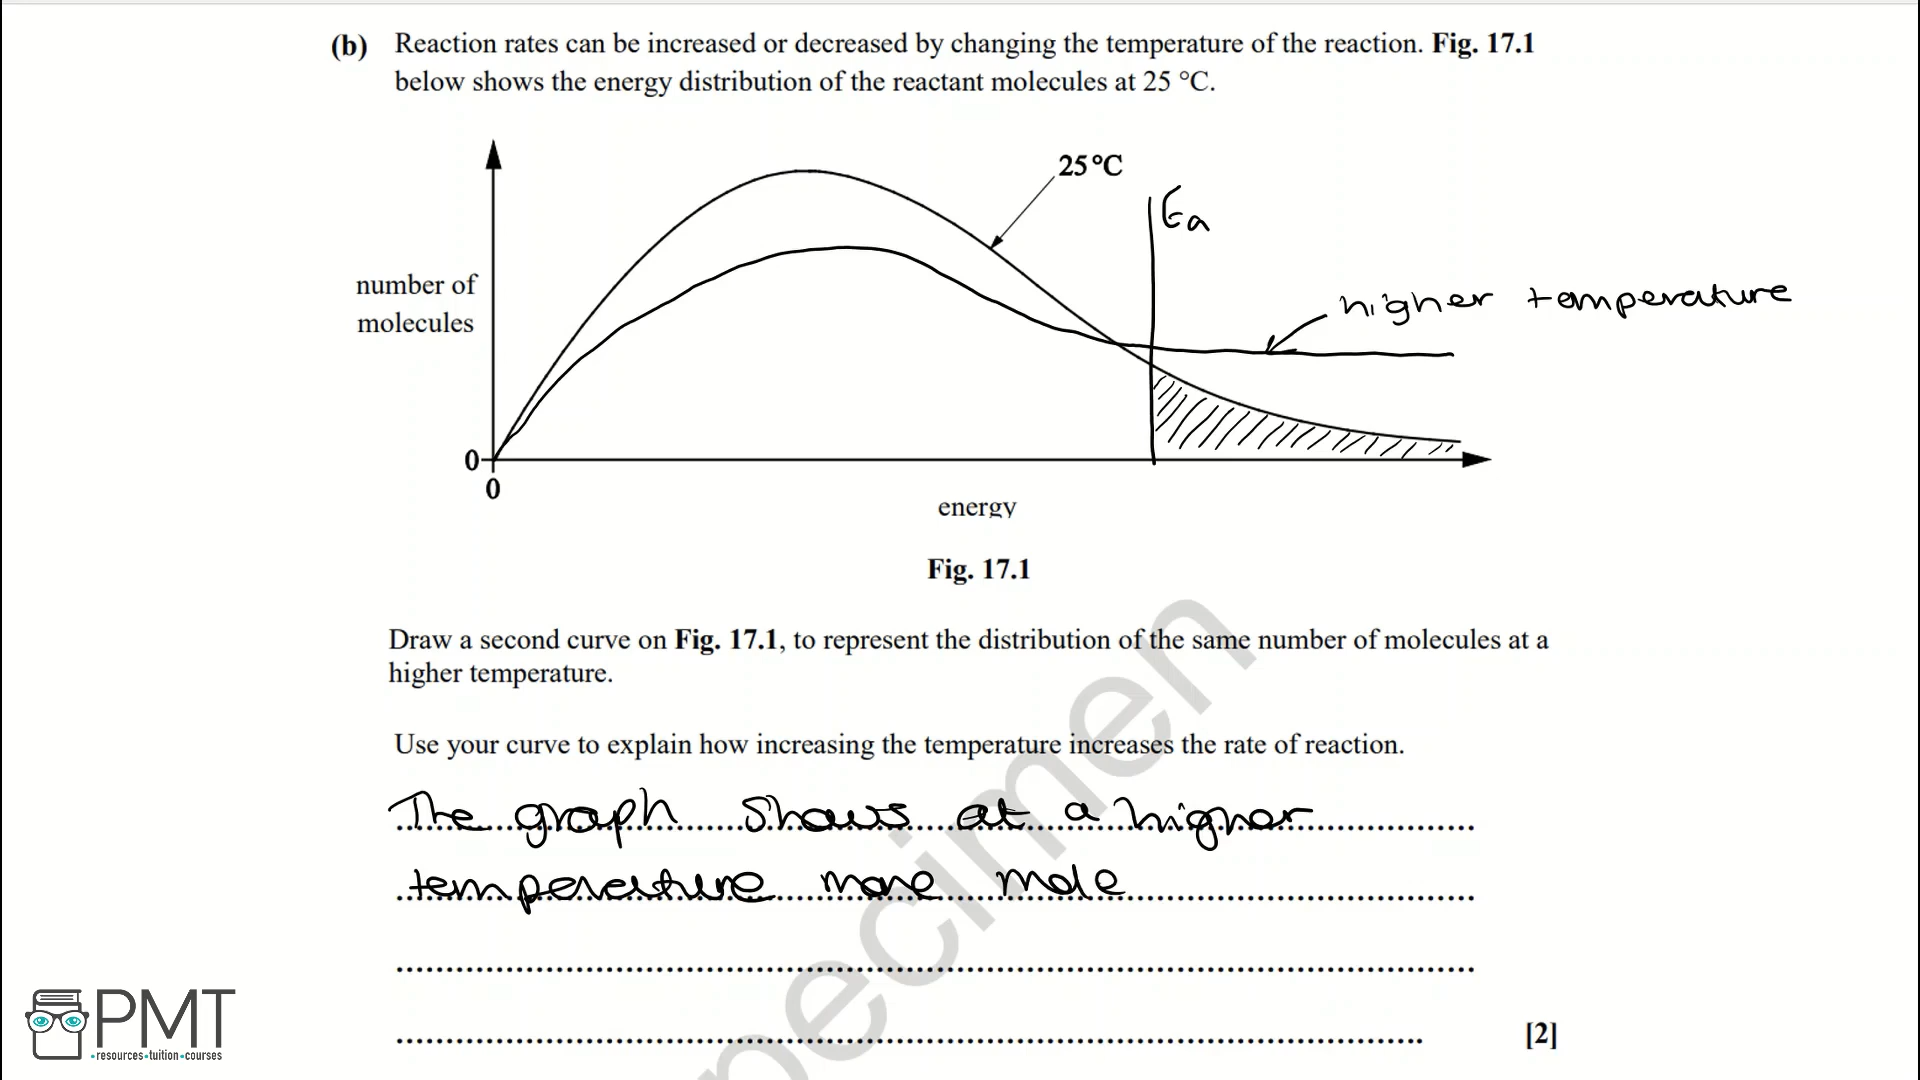 (b) Reaction rates can be increased or decreased by changing the temperature of the reaction. Fig. 17.1
below shows the energy distribution of the reactant molecules at 25 °C.
25 °C
Ea
number of
molecules
higher temperature
0
0
energy
Fig. 17.1
Draw a second curve on Fig. 17.1, to represent the distribution of the same number of molecules at a
higher temperature.
Use your curve to explain how increasing the temperature increases the rate of reaction.
The graph shows at a higher
temperature more mole
[2]
pecimen
PMT
•resources•tuition•courses